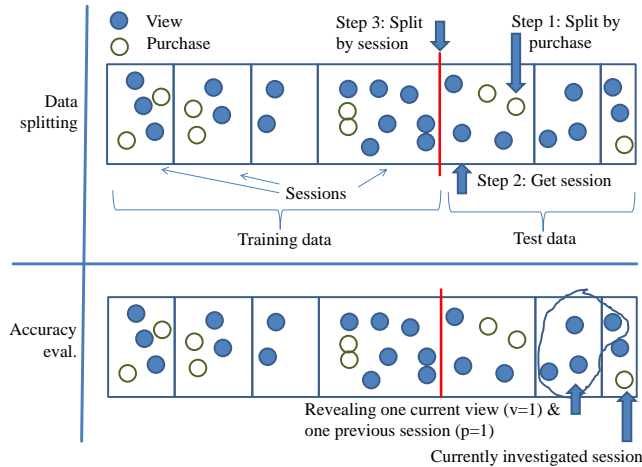 View
Purchase
Step 3: Split
by session
Step 1: Split by
purchase
Data
splitting
Sessions
Step 2: Get session
Training data
Test data
Accuracy
eval.
Revealing one current view (v=1) &
one previous session (p=1)
Currently investigated session